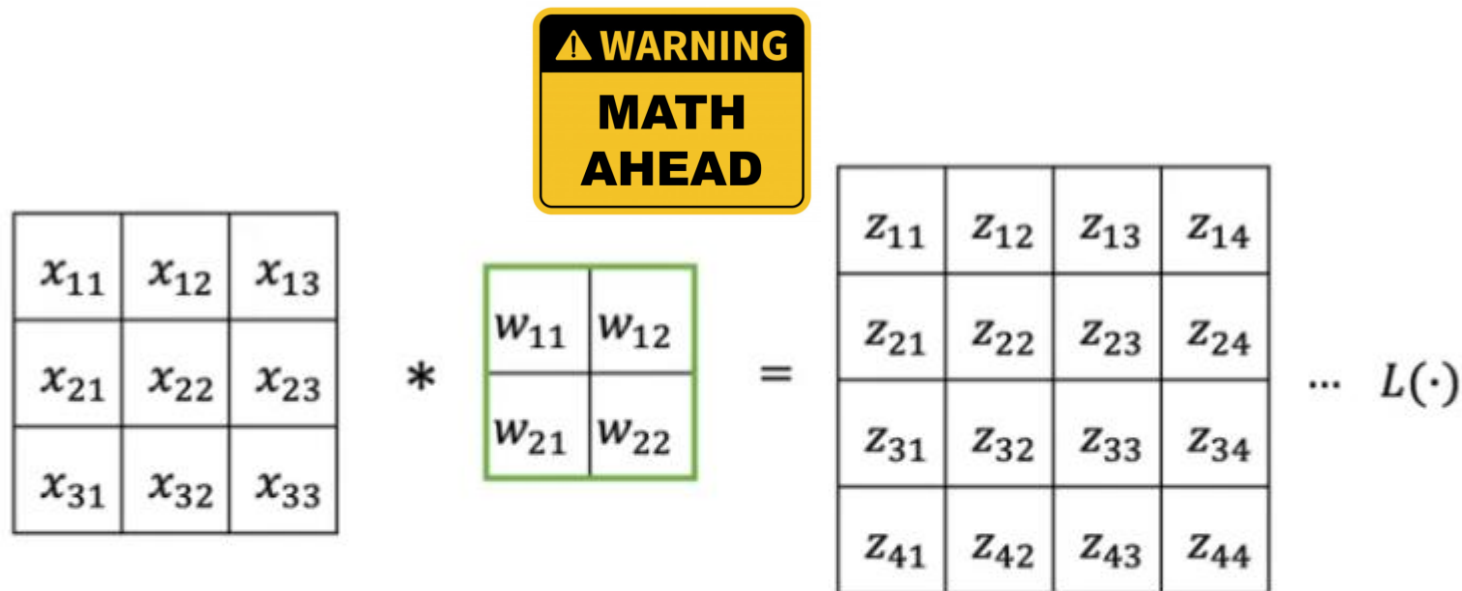 ⚠ WARNING
MATH
AHEAD
x₁₁ x₁₂ x₁₃
x₂₁ x₂₂ x₂₃
x₃₁ x₃₂ x₃₃
*
w₁₁ w₁₂
w₂₁ w₂₂
=
z₁₁ z₁₂ z₁₃ z₁₄
z₂₁ z₂₂ z₂₃ z₂₄
z₃₁ z₃₂ z₃₃ z₃₄
z₄₁ z₄₂ z₄₃ z₄₄
... L(·)